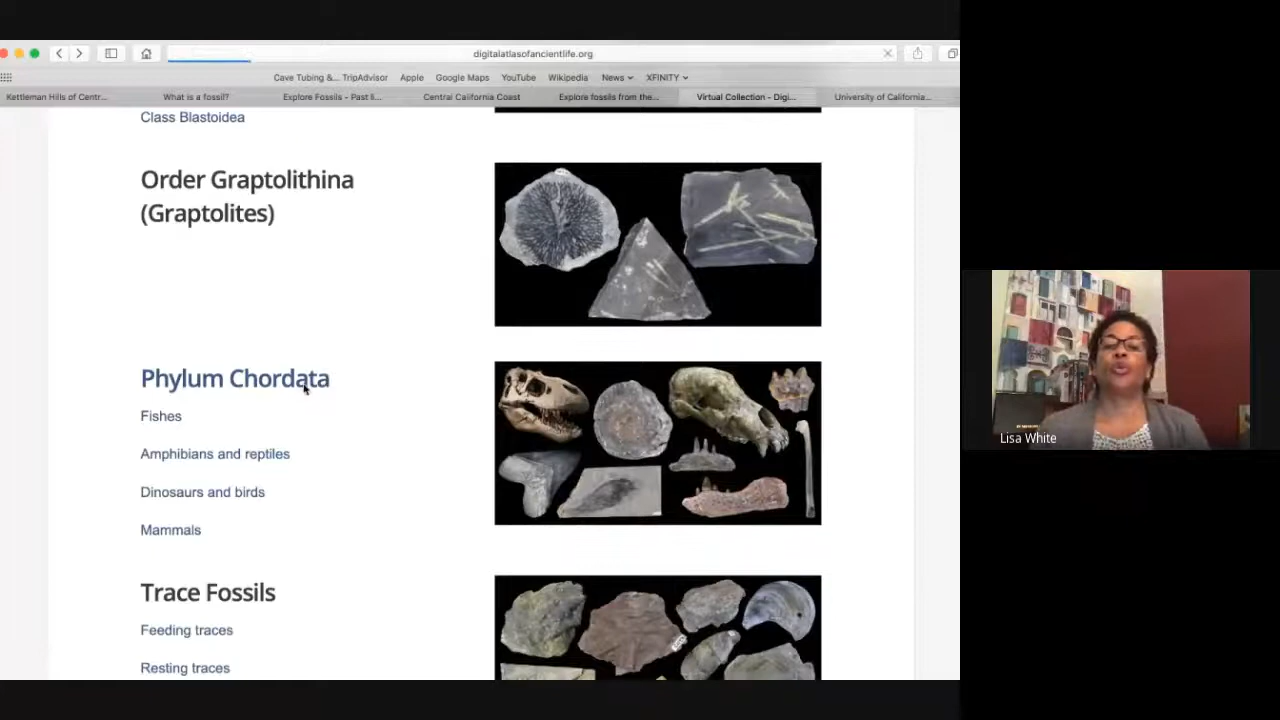 digitalatlasofancientlife.org
Cave Tubing &... TripAdvisor Apple Google Maps YouTube Wikipedia News XFINITY
Kettleman Hills of Centr... What is a fossil? Explore Fossils - Past li... Central California Coast Explore fossils from the... Virtual Collection - Digi... University of California...
Class Blastoidea
Order Graptolithina
(Graptolites)
Phylum Chordata
Fishes
Amphibians and reptiles
Dinosaurs and birds
Mammals
Trace Fossils
Feeding traces
Resting traces
Lisa White